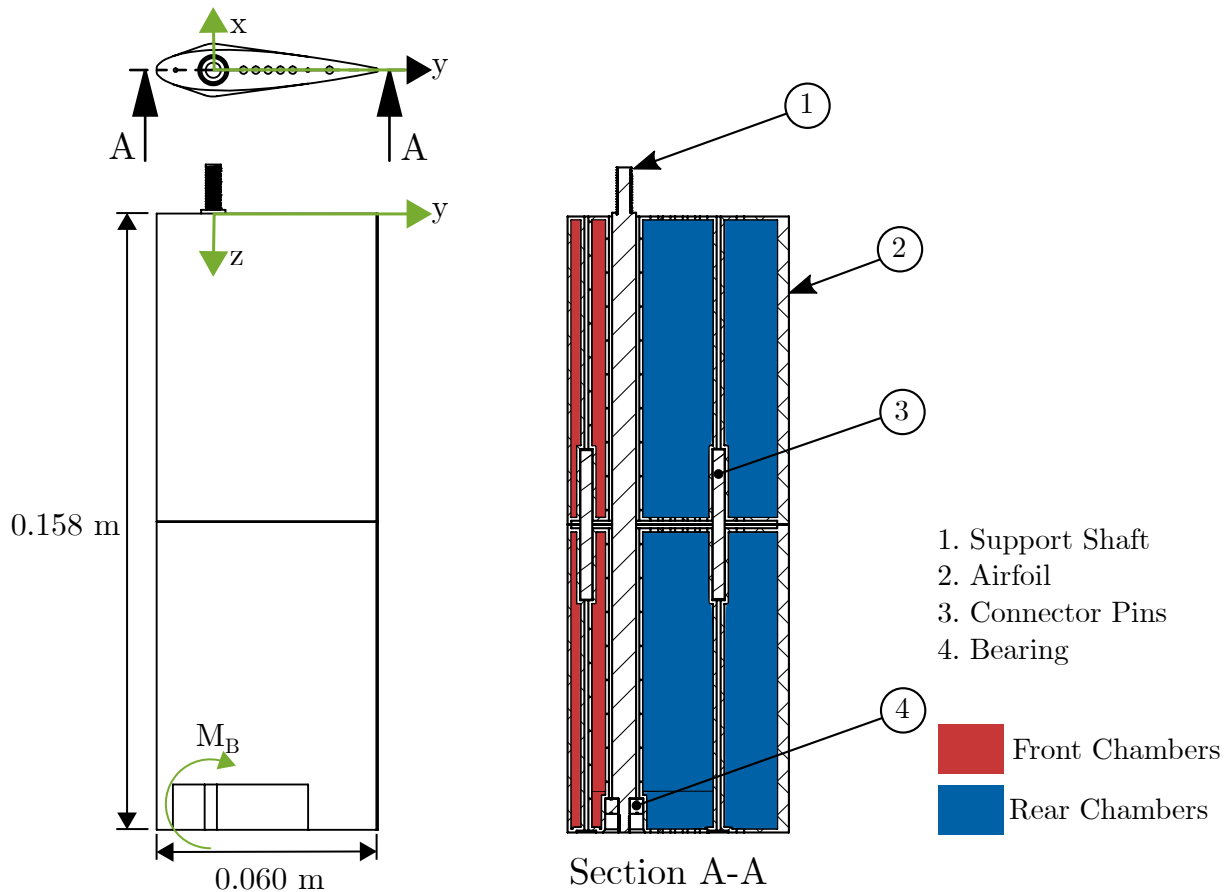 x
y
A
A
y
z
1
2
3
4
0.158 m
M_B
0.060 m
Section A-A
1. Support Shaft
2. Airfoil
3. Connector Pins
4. Bearing
Front Chambers
Rear Chambers